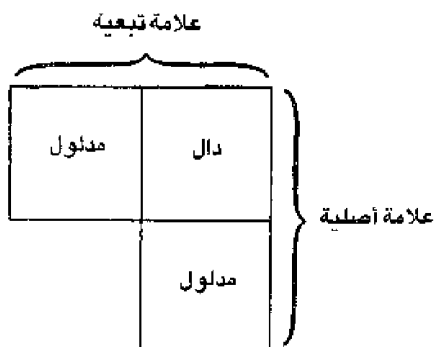 علامة تبعية
دال
مدلول
علامة أصلية
مدلول